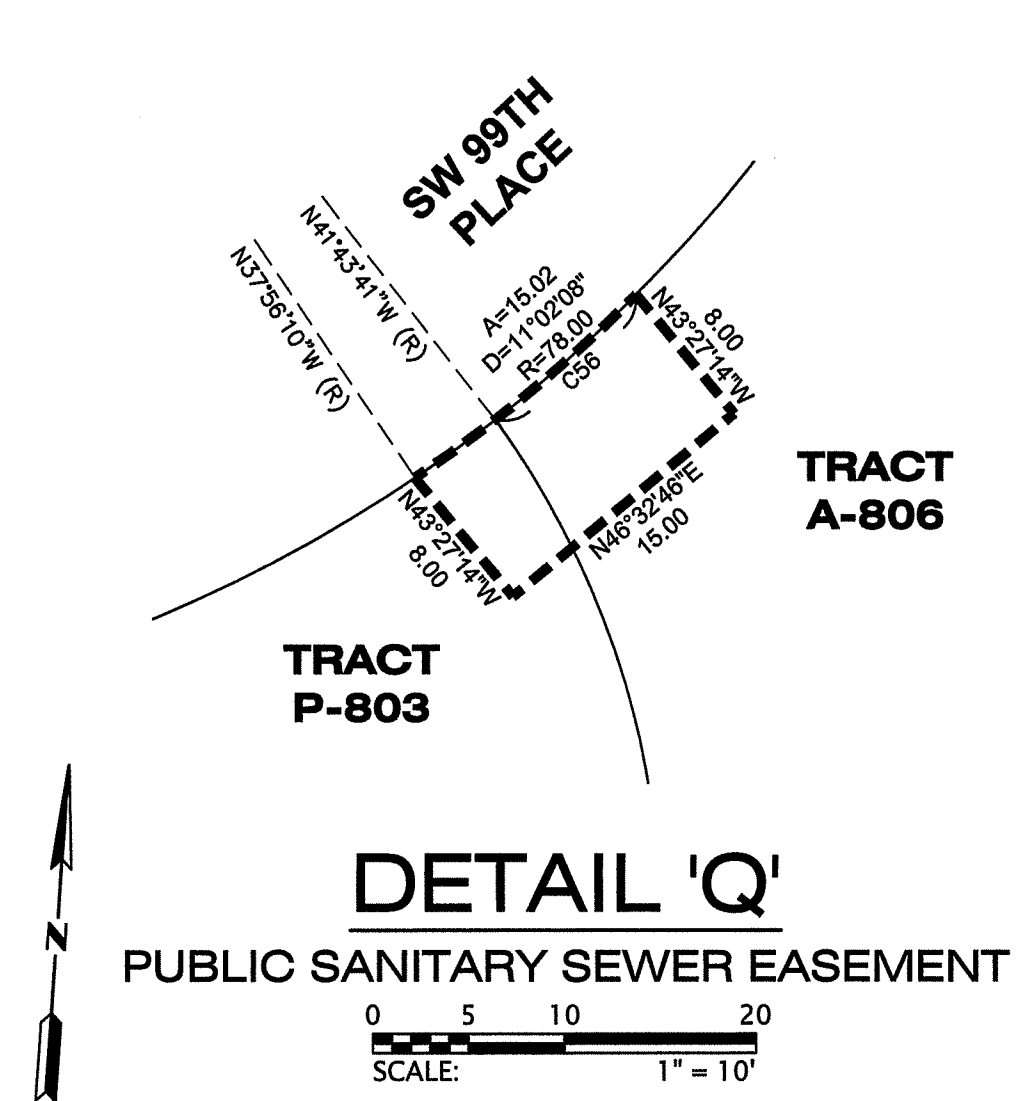 SW 99TH
PLACE
N41°43'41"W (R)
N37°56'10"W (R)
A=15.02
D=11°02'08"
R=78.00
C56
8.00
N43°27'14"W
N43°27'14"W
8.00
N46°32'46"E
15.00
TRACT
A-806
TRACT
P-803
N
DETAIL 'Q'
PUBLIC SANITARY SEWER EASEMENT
0 5 10 20
SCALE: 1" = 10'